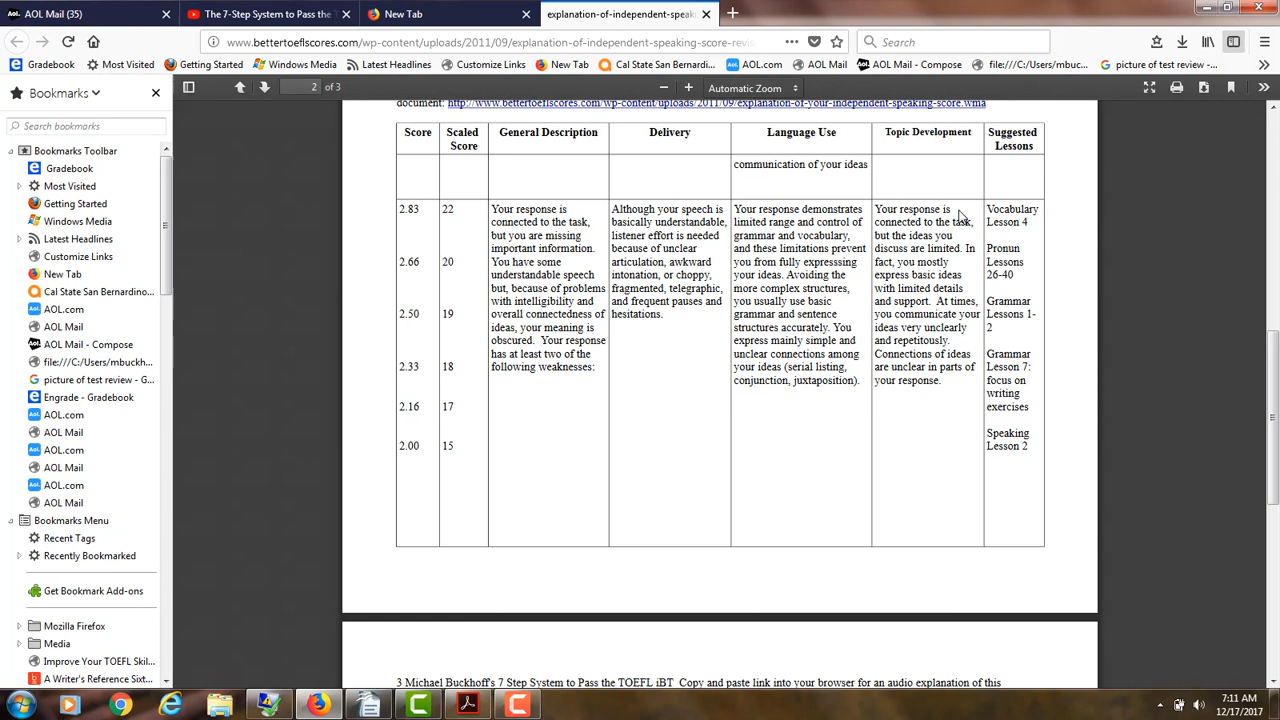 AOL Mail (35)
The 7-Step System to Pass the
New Tab
explanation-of-independent-speaki
www.bettertoeflscores.com/wp-content/uploads/2011/09/explanation-of-independent-speaking-score-revis
Search
Gradebook
Most Visited
Getting Started
Windows Media
Latest Headlines
Customize Links
New Tab
Cal State San Bernardino...
AOL.com
AOL Mail
AOL Mail - Compose
file:///C:/Users/mbuck...
picture of test review - ...
Bookmarks
2 of 3
Automatic Zoom
Search bookmarks
Bookmarks Toolbar
Gradebook
Most Visited
Getting Started
Windows Media
Latest Headlines
Customize Links
New Tab
Cal State San Bernardino...
AOL.com
AOL Mail
AOL Mail - Compose
file:///C:/Users/mbuckh...
picture of test review - G...
Engrade - Gradebook
AOL.com
AOL Mail
AOL.com
AOL Mail
AOL.com
AOL Mail
Bookmarks Menu
Recent Tags
Recently Bookmarked
Get Bookmark Add-ons
Mozilla Firefox
Media
Improve Your TOEFL Skil...
A Writer's Reference Sixt...
document: http://www.bettertoeflscores.com/wp-content/uploads/2011/09/explanation-of-your-independent-speaking-score.wma
Score
Scaled
Score
General Description
Delivery
Language Use
Topic Development
Suggested
Lessons
communication of your ideas
2.83
2.66
2.50
2.33
2.16
2.00
22
20
19
18
17
15
Your response is
connected to the task,
but you are missing
important information.
You have some
understandable speech
but, because of problems
with intelligibility and
overall connectedness of
ideas, your meaning is
obscured. Your response
has at least two of the
following weaknesses:
Although your speech is
basically understandable,
listener effort is needed
because of unclear
articulation, awkward
intonation, or choppy,
fragmented, telegraphic,
and frequent pauses and
hesitations.
Your response demonstrates
limited range and control of
grammar and vocabulary,
and these limitations prevent
you from fully expresssing
your ideas. Avoiding the
more complex structures,
you usually use basic
grammar and sentence
structures accurately. You
express mainly simple and
unclear connections among
your ideas (serial listing,
conjunction, juxtaposition).
Your response is
connected to the task,
but the ideas you
discuss are limited. In
fact, you mostly
express basic ideas
with limited details
and support. At times,
you communicate your
ideas very unclearly
and repetitously.
Connections of ideas
are unclear in parts of
your response.
Vocabulary
Lesson 4
Pronun
Lessons
26-40
Grammar
Lessons 1-
2
Grammar
Lesson 7:
focus on
writing
exercises
Speaking
Lesson 2
3 Michael Buckhoff's 7 Step System to Pass the TOEFL iBT Copy and paste link into your browser for an audio explanation of this
7:11 AM
12/17/2017